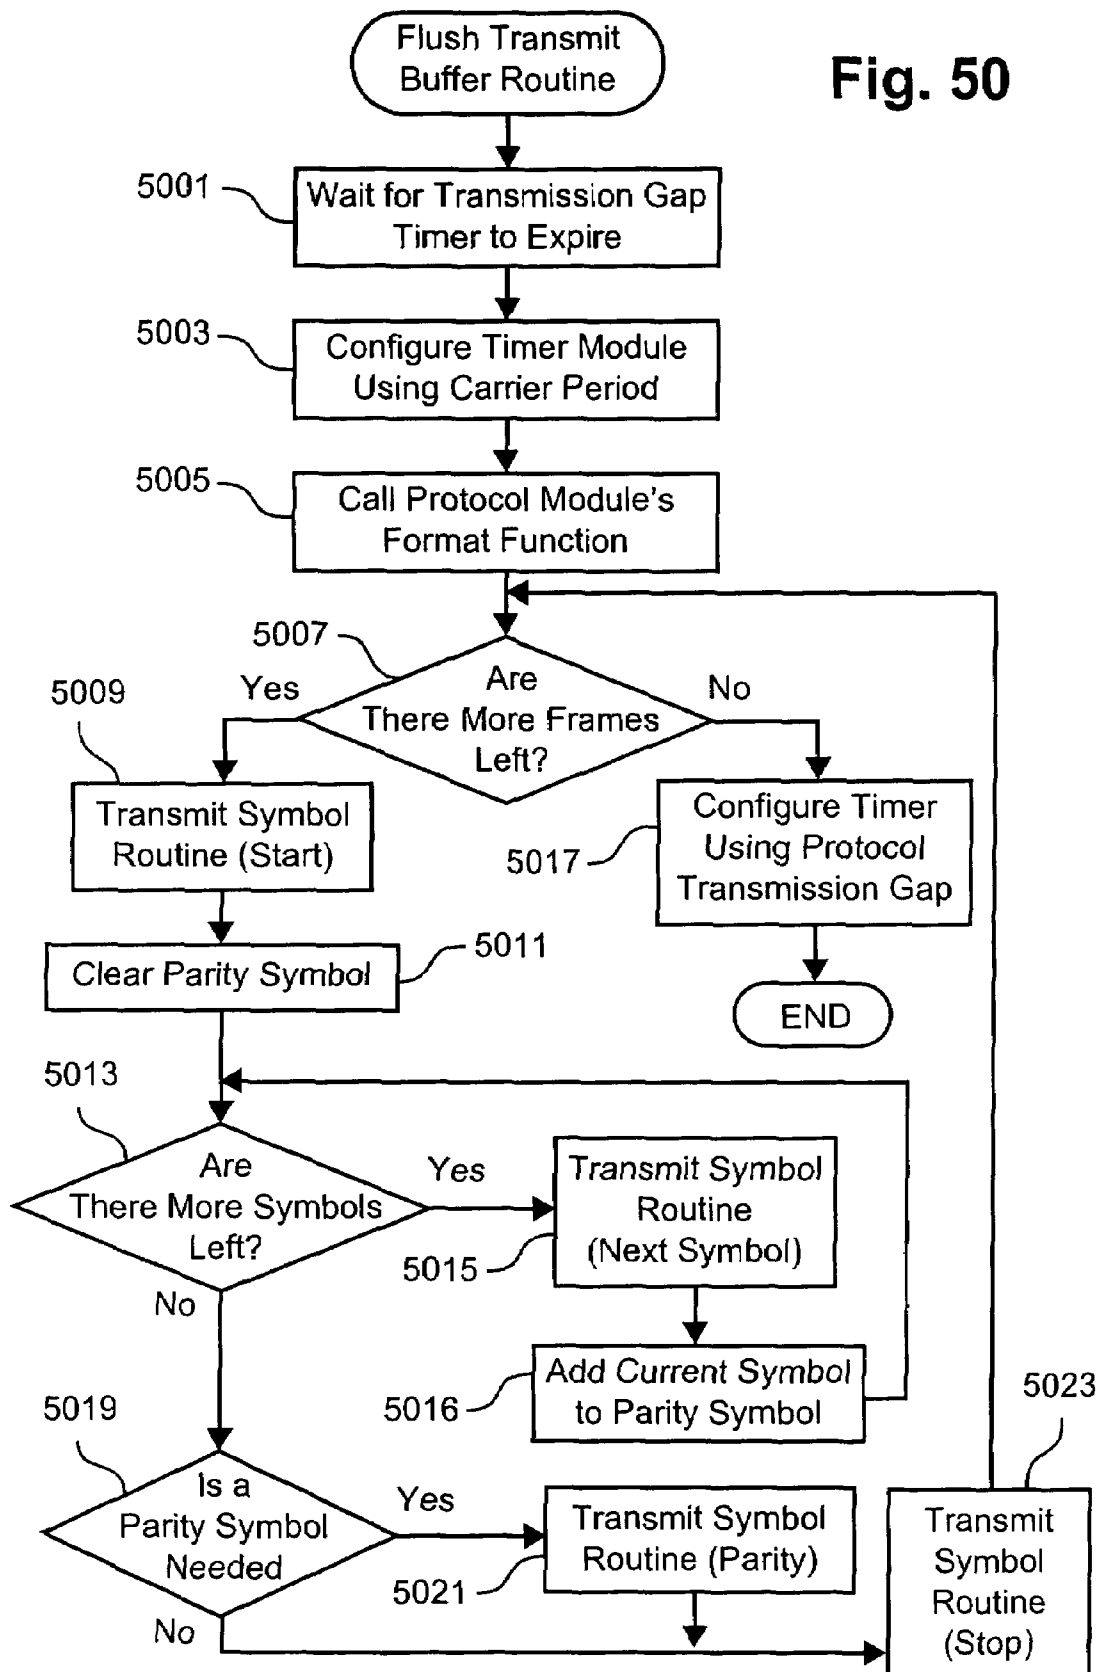 Flush Transmit
Buffer Routine
Fig. 50
5001
Wait for Transmission Gap
Timer to Expire
5003
Configure Timer Module
Using Carrier Period
5005
Call Protocol Module's
Format Function
5007
Are
There More Frames
Left?
Yes
No
5009
Transmit Symbol
Routine (Start)
Configure Timer
Using Protocol
Transmission Gap
5017
5011
Clear Parity Symbol
END
5013
Are
There More Symbols
Left?
Yes
No
Transmit Symbol
Routine
(Next Symbol)
5015
Add Current Symbol
to Parity Symbol
5016
5019
Is a
Parity Symbol
Needed
Yes
No
Transmit Symbol
Routine (Parity)
5021
5023
Transmit
Symbol
Routine
(Stop)